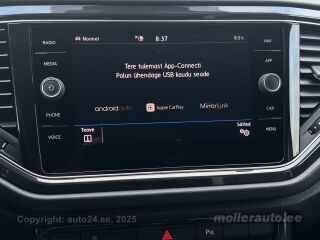 RADIO
Normal
8:37
8.5°c
NAV
MEDIA
APP
Tere tulemast App-Connecti
Palun ühendage USB kaudu seade
androidauto
Apple CarPlay
MirrorLink
PHONE
CAR
VOICE
MENU
Teave
Sätted
Copyright - auto24.ee, 2025
mollerauto.ee